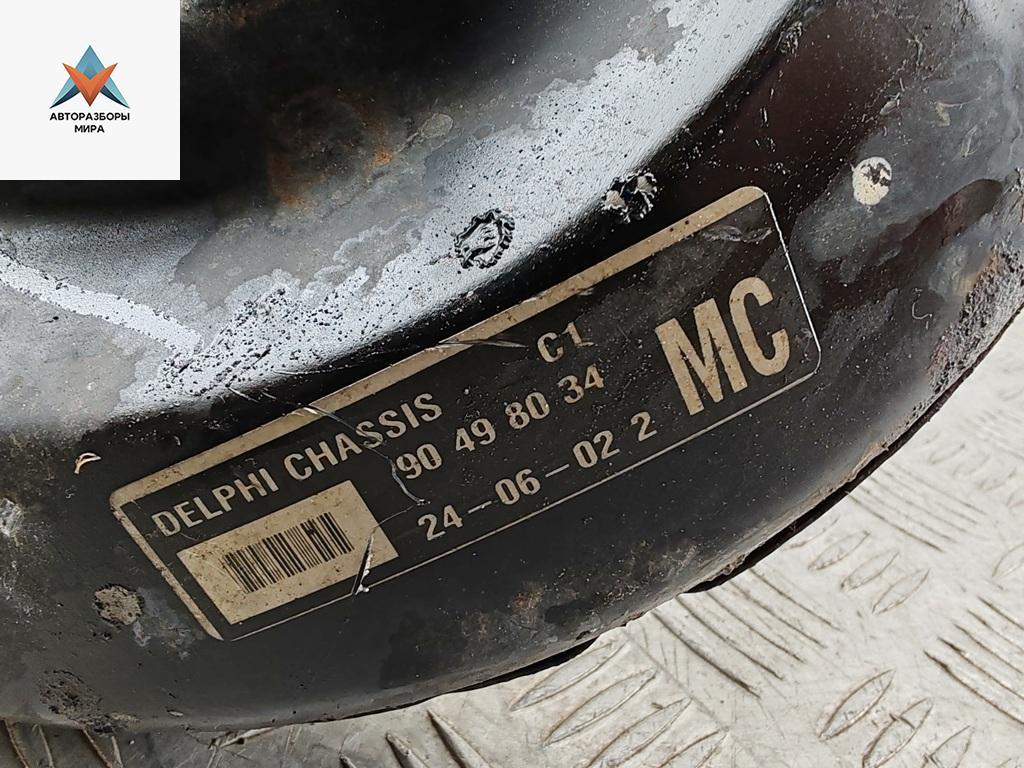 АВТОРАЗБОРЫ
МИРА
DELPHI CHASSIS C1
90 49 80 34
24-06-02 2
MC